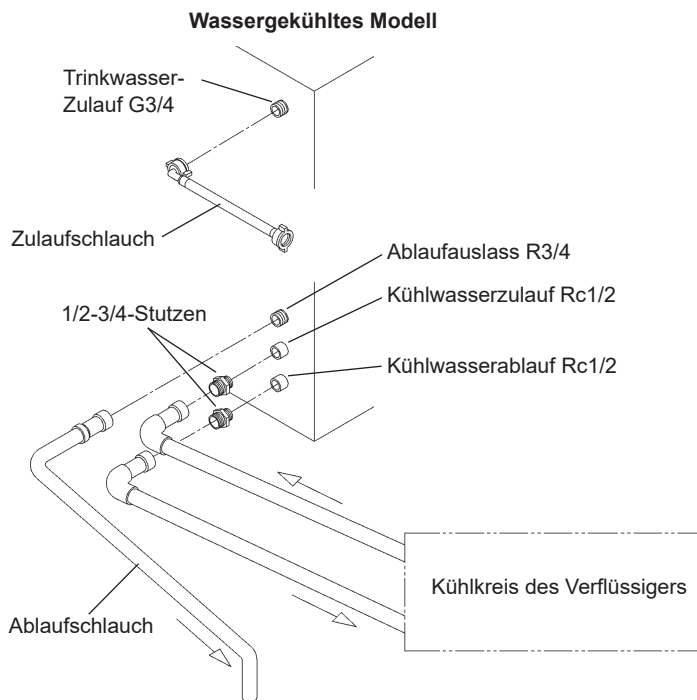 Wassergekühltes Modell
Trinkwasser-
Zulauf G3/4
Zulaufschlauch
Ablaufauslass R3/4
Kühlwasserzulauf Rc1/2
1/2-3/4-Stutzen
Kühlwasserablauf Rc1/2
Kühlkreis des Verflüssigers
Ablaufschlauch